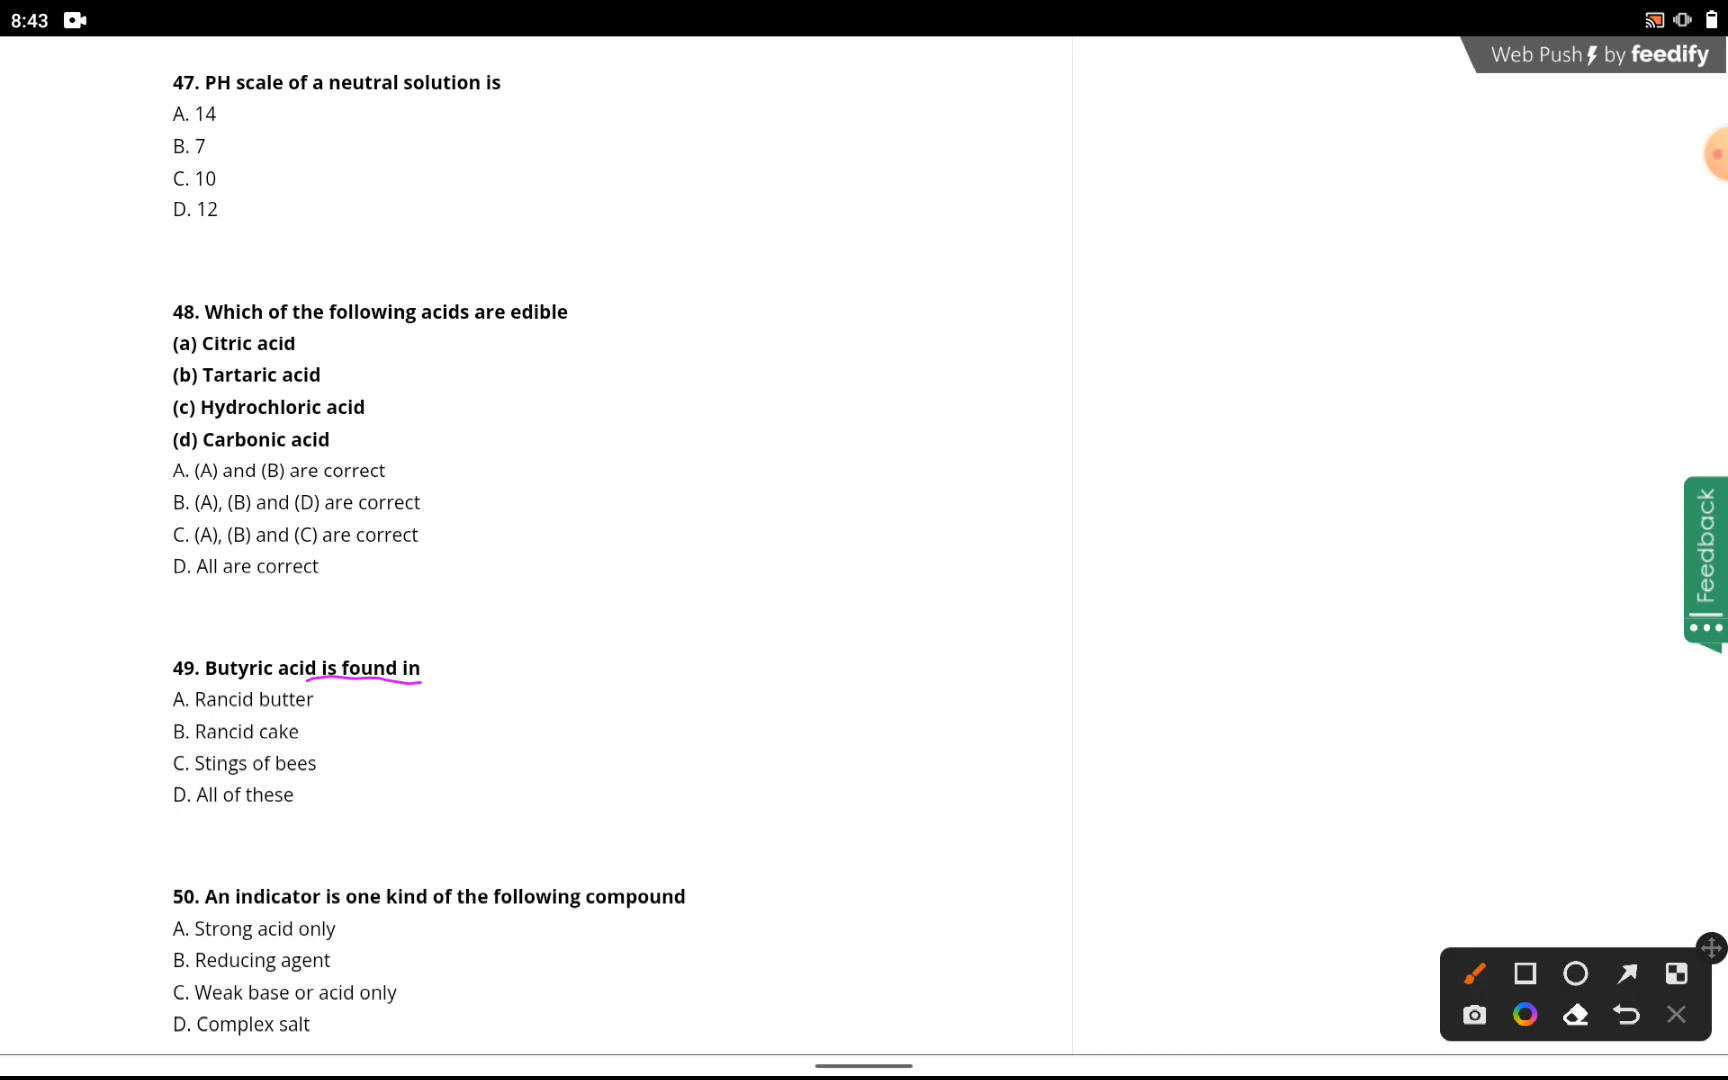 8:43
Web Push by feedify
47. PH scale of a neutral solution is
A. 14
B. 7
C. 10
D. 12
48. Which of the following acids are edible
(a) Citric acid
(b) Tartaric acid
(c) Hydrochloric acid
(d) Carbonic acid
A. (A) and (B) are correct
B. (A), (B) and (D) are correct
C. (A), (B) and (C) are correct
D. All are correct
Feedback
49. Butyric acid is found in
A. Rancid butter
B. Rancid cake
C. Stings of bees
D. All of these
50. An indicator is one kind of the following compound
A. Strong acid only
B. Reducing agent
C. Weak base or acid only
D. Complex salt